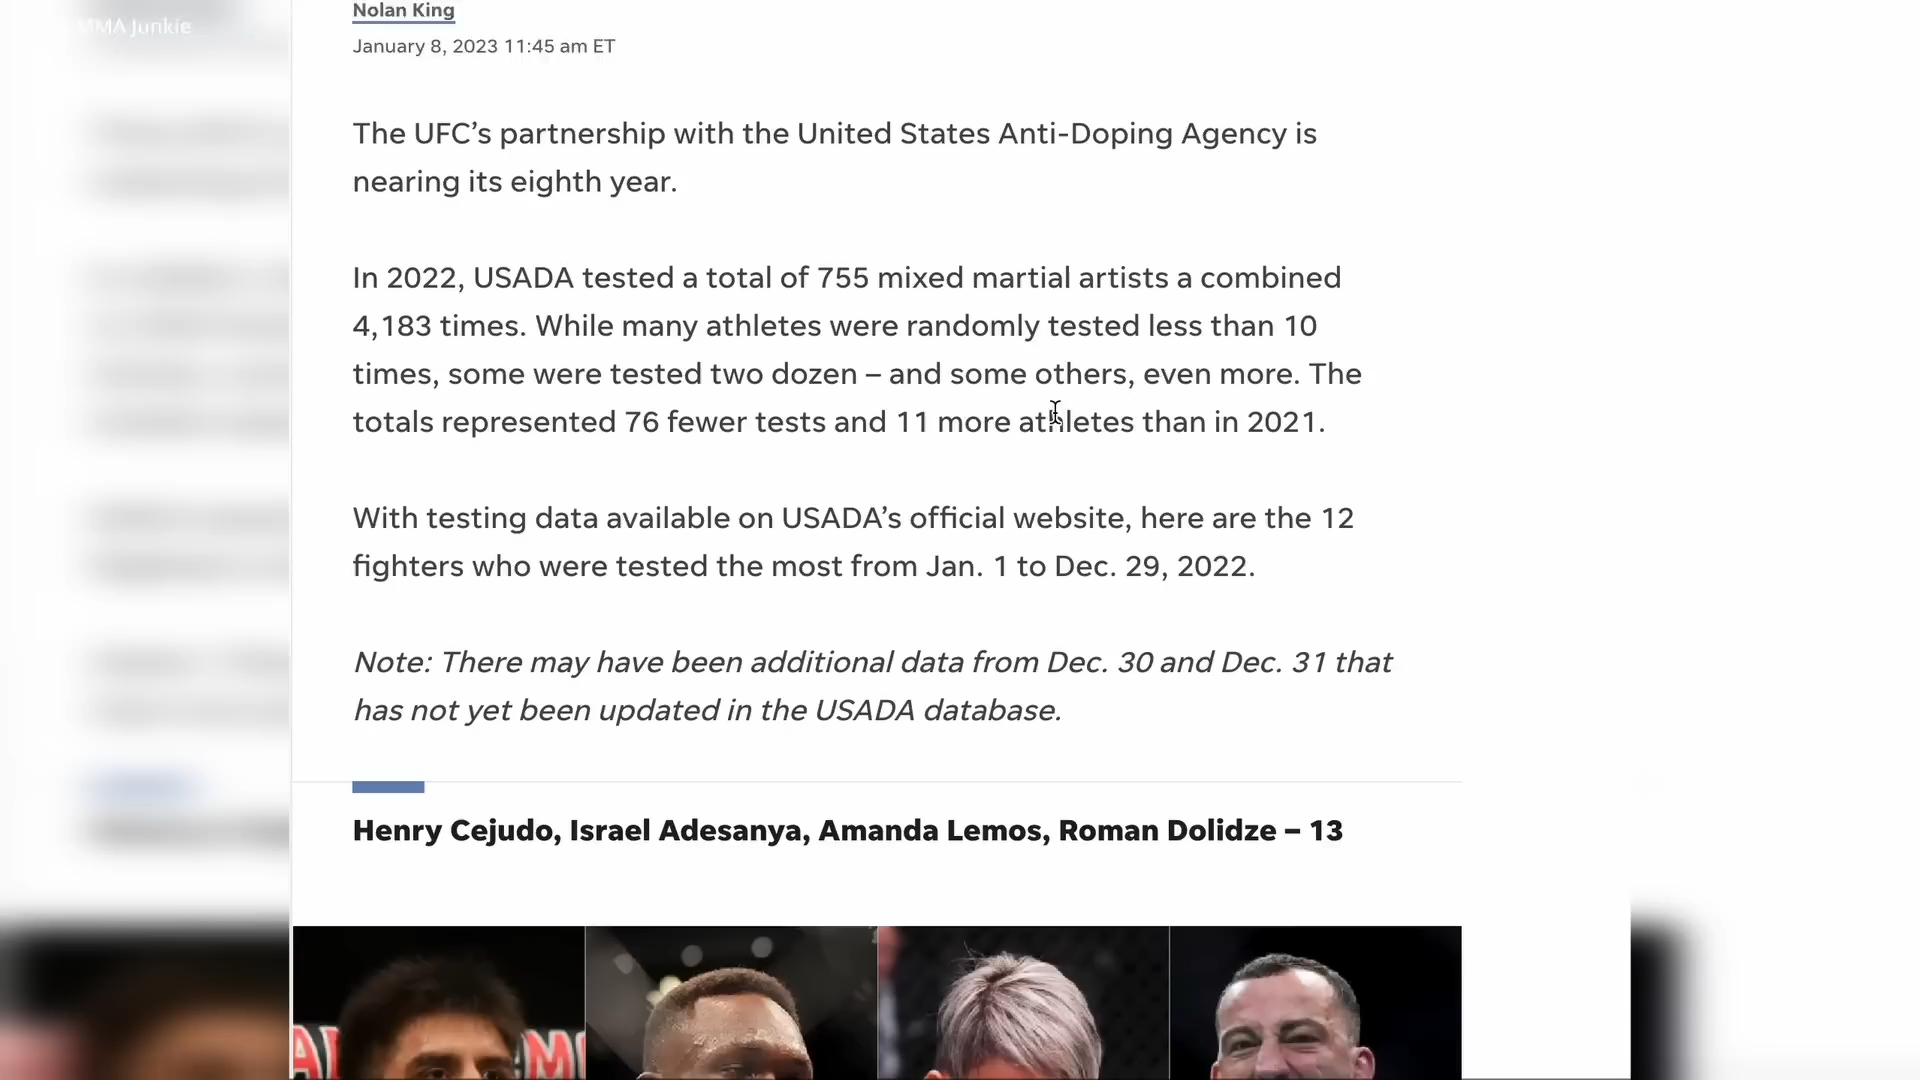 MMA Junkie
Nolan King
January 8, 2023 11:45 am ET
The UFC’s partnership with the United States Anti-Doping Agency is
nearing its eighth year.
In 2022, USADA tested a total of 755 mixed martial artists a combined
4,183 times. While many athletes were randomly tested less than 10
times, some were tested two dozen – and some others, even more. The
totals represented 76 fewer tests and 11 more athletes than in 2021.
With testing data available on USADA’s official website, here are the 12
fighters who were tested the most from Jan. 1 to Dec. 29, 2022.
Note: There may have been additional data from Dec. 30 and Dec. 31 that
has not yet been updated in the USADA database.
Henry Cejudo, Israel Adesanya, Amanda Lemos, Roman Dolidze – 13